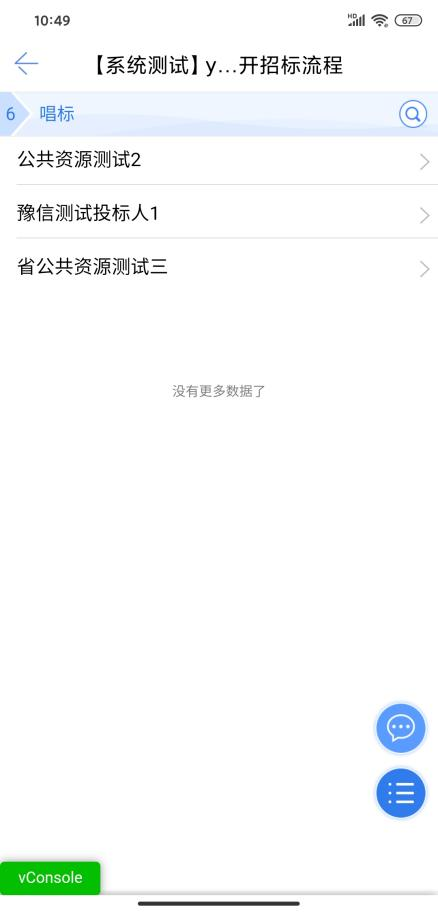 10:49
HD
67
【系统测试】y...开招标流程
6 唱标
公共资源测试2
豫信测试投标人1
省公共资源测试三
没有更多数据了
vConsole